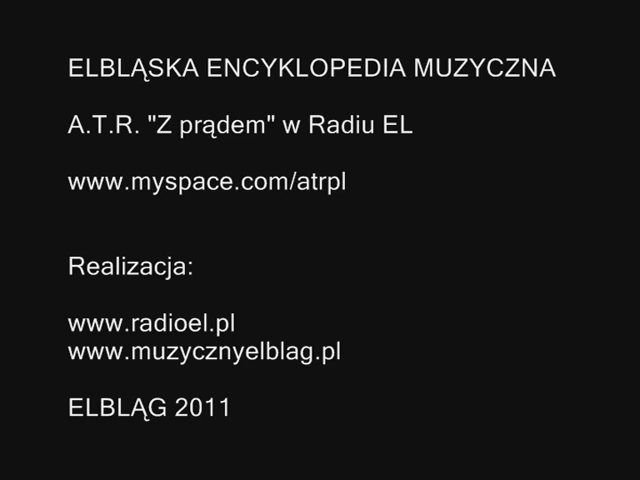 ELBLĄSKA ENCYKLOPEDIA MUZYCZNA
A.T.R. "Z prądem" w Radiu EL
www.myspace.com/atrpl
Realizacja:
www.radioel.pl
www.muzycznyelblag.pl
ELBLĄG 2011